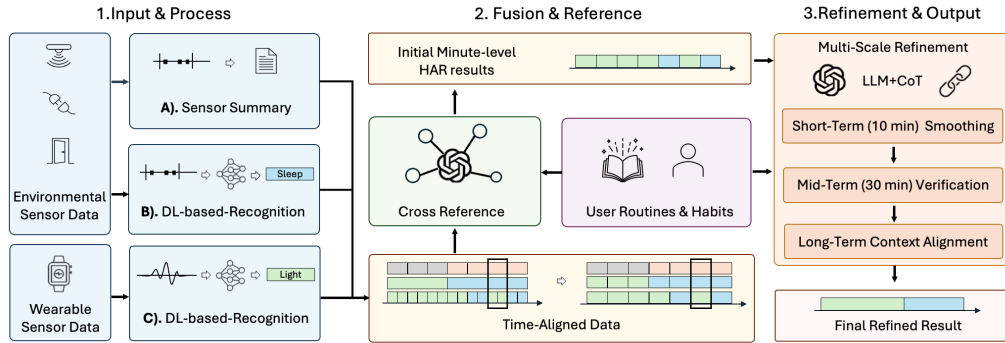 1.Input & Process
2. Fusion & Reference
3.Refinement & Output
Environmental
Sensor Data
Wearable
Sensor Data
A). Sensor Summary
Sleep
B). DL-based-Recognition
Light
C). DL-based-Recognition
Initial Minute-level
HAR results
Cross Reference
User Routines & Habits
Time-Aligned Data
Multi-Scale Refinement
LLM+CoT
Short-Term (10 min) Smoothing
Mid-Term (30 min) Verification
Long-Term Context Alignment
Final Refined Result